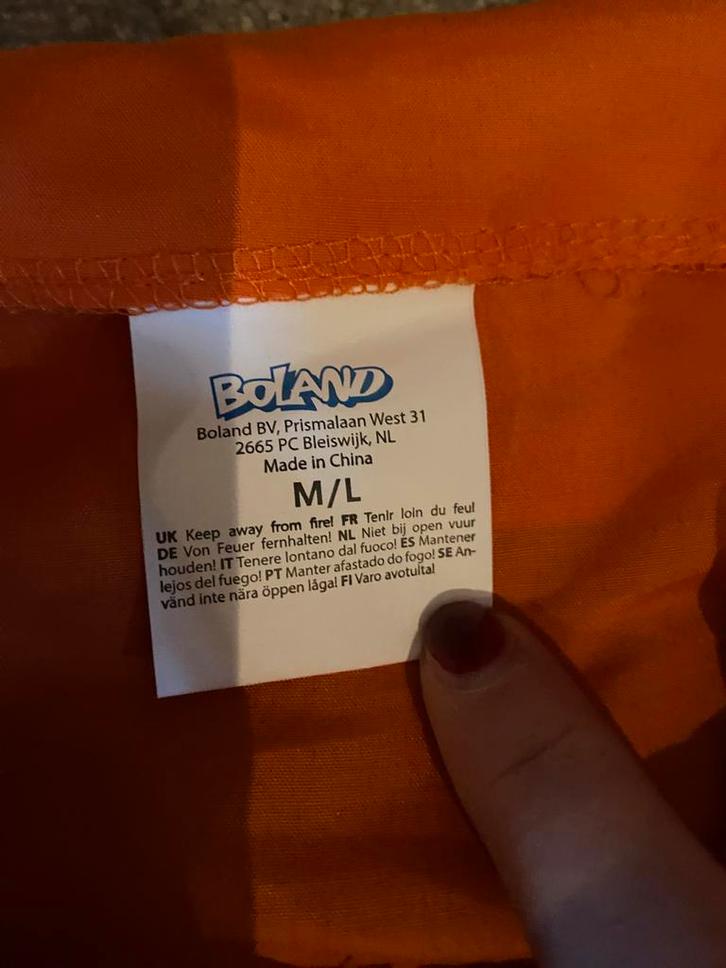 BOLAND
Boland BV, Prismalaan West 31
2665 PC Bleiswijk, NL
Made in China
M/L
UK Keep away from fire! FR Tenir loin du feu!
DE Von Feuer fernhalten! NL Niet bij open vuur
houden! IT Tenere lontano dal fuoco! ES Mantener
lejos del fuego! PT Manter afastado do fogo! SE An-
vänd inte nära öppen låga! FI Varo avotulta!